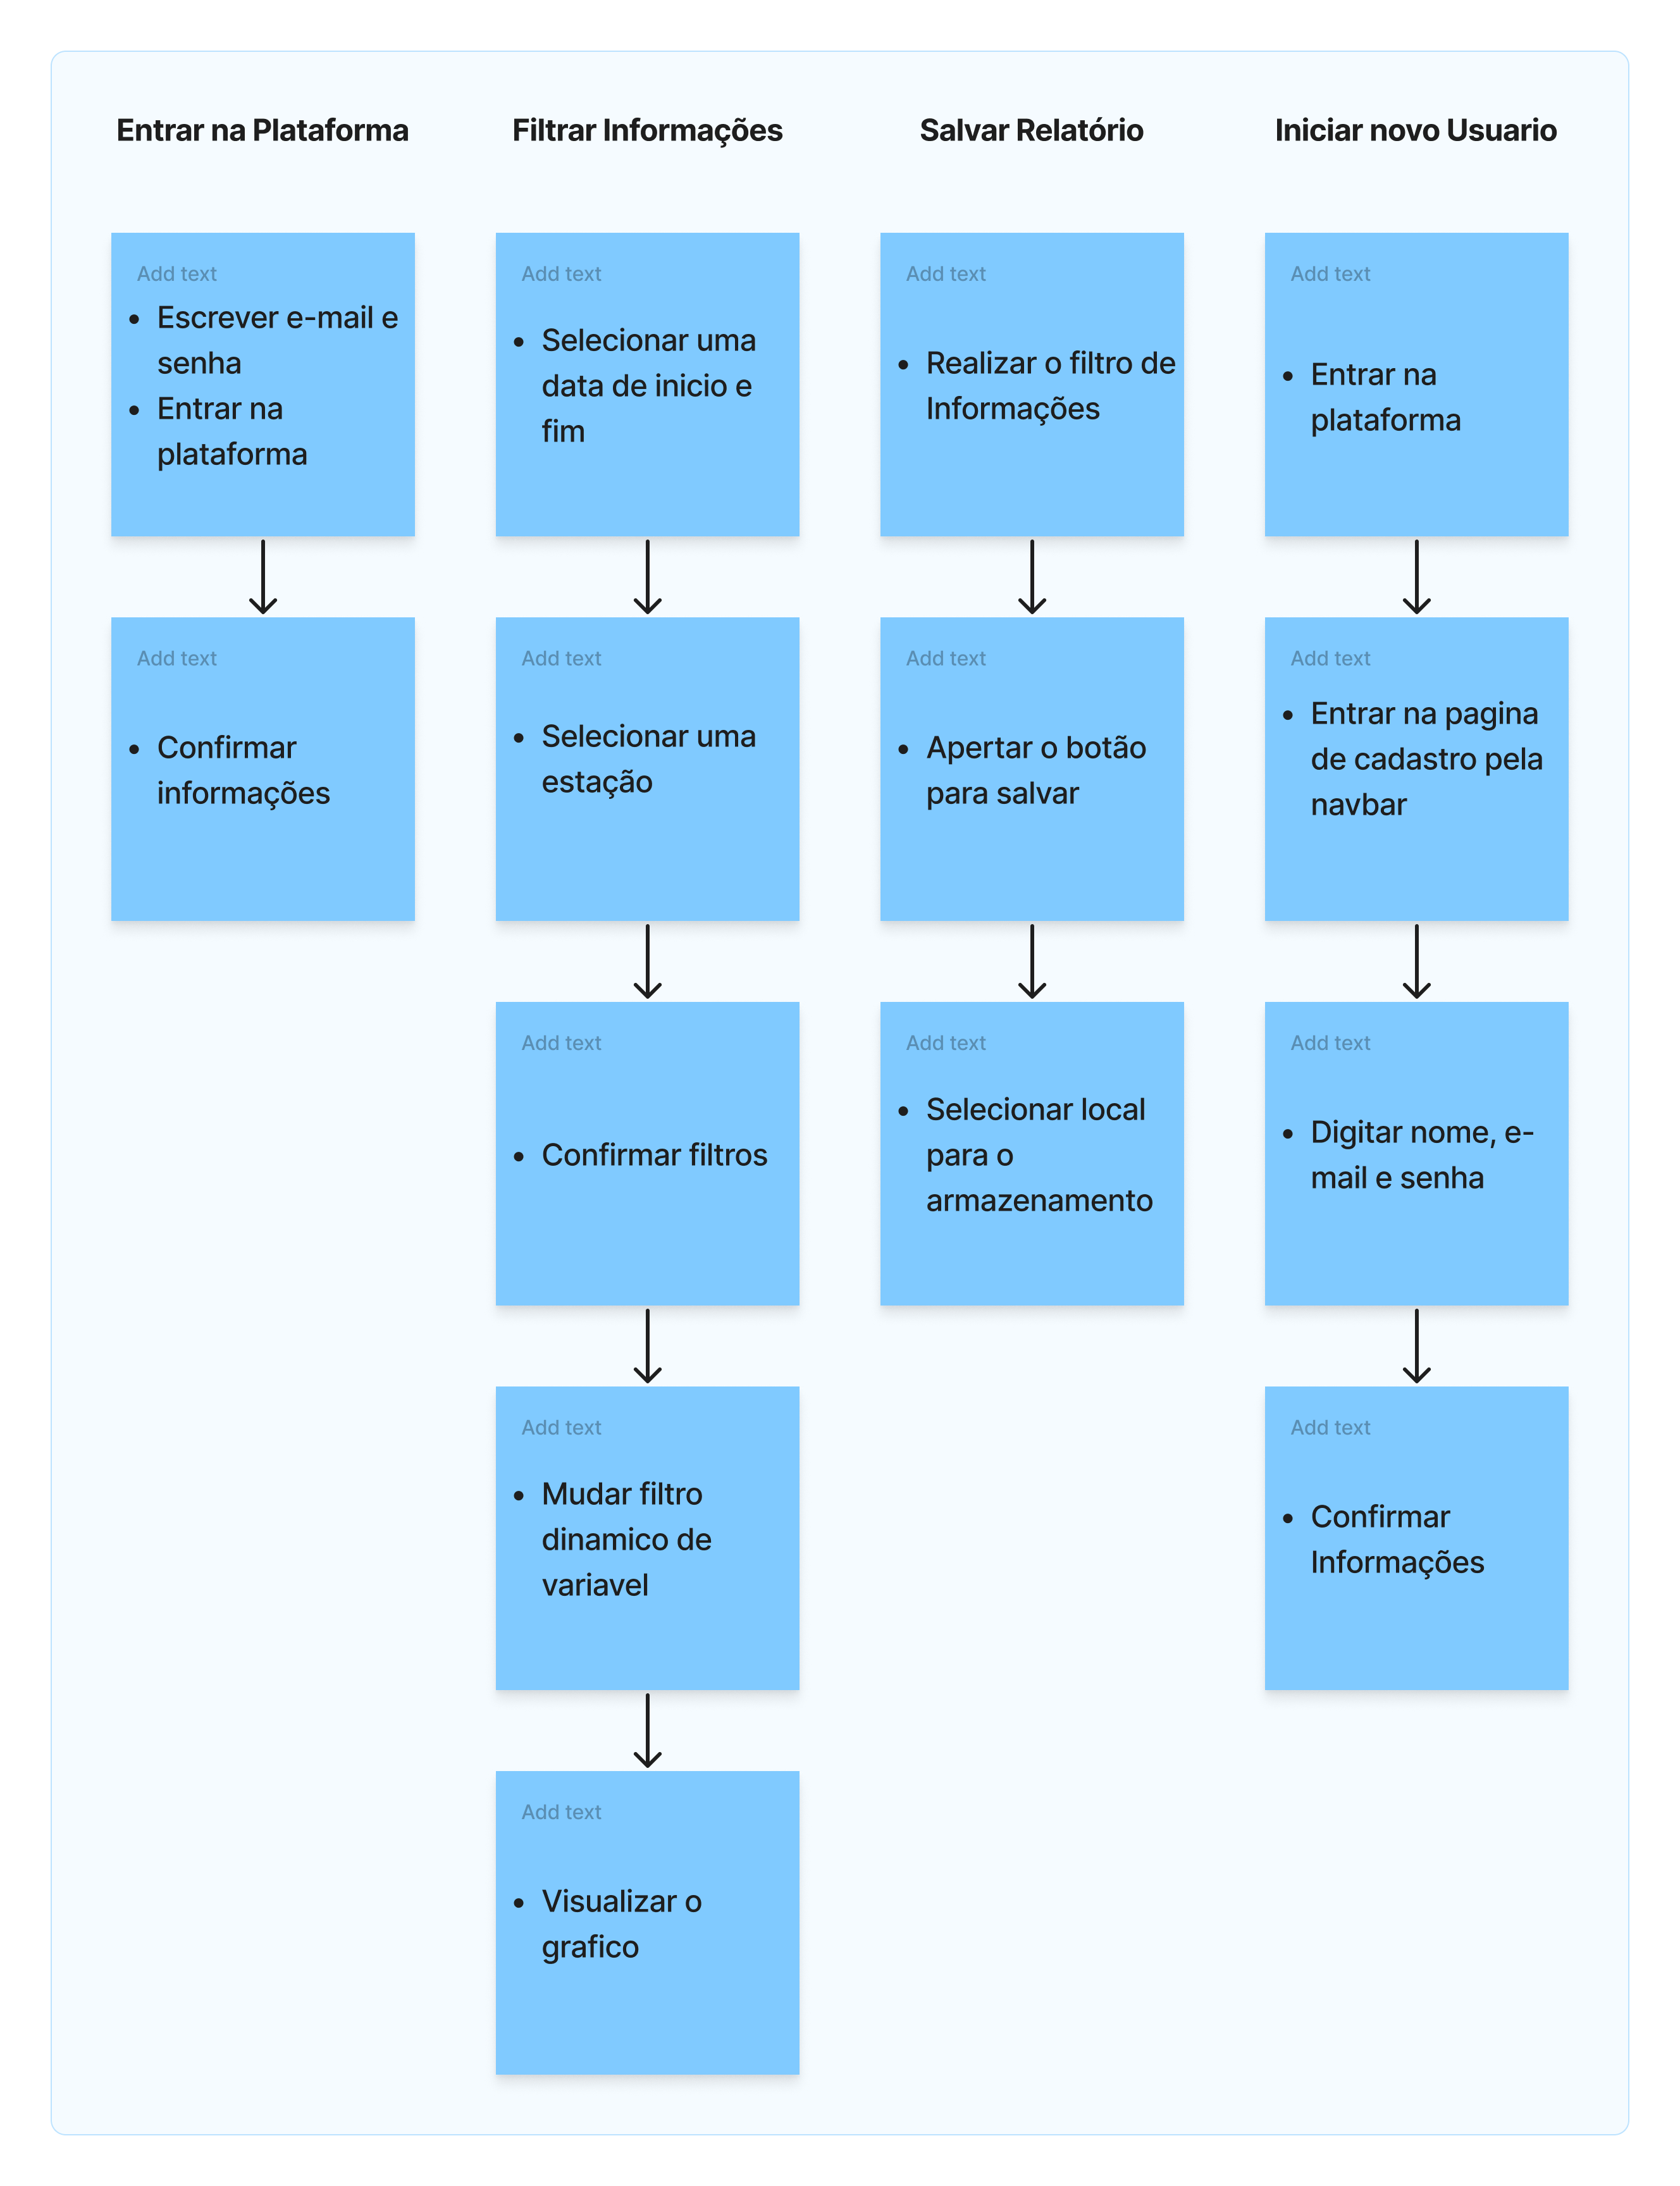 Entrar na Plataforma
Filtrar Informações
Salvar Relatório
Iniciar novo Usuario
Add text
• Escrever e-mail e
senha
• Entrar na
plataforma
Add text
• Confirmar
informações
Add text
• Selecionar uma
data de inicio e
fim
Add text
• Selecionar uma
estação
Add text
• Confirmar filtros
Add text
• Mudar filtro
dinamico de
variavel
Add text
• Visualizar o
grafico
Add text
• Realizar o filtro de
Informações
Add text
• Apertar o botão
para salvar
Add text
• Selecionar local
para o
armazenamento
Add text
• Entrar na
plataforma
Add text
• Entrar na pagina
de cadastro pela
navbar
Add text
• Digitar nome, e-
mail e senha
Add text
• Confirmar
Informações